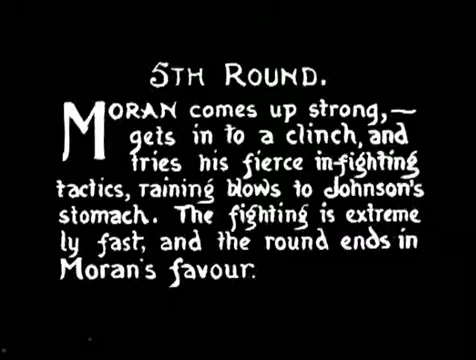 5TH ROUND.
MORAN comes up strong,—
gets in to a clinch, and
tries his fierce in-fighting
tactics, raining blows to Johnson's
stomach. The fighting is extreme
ly fast, and the round ends in
Moran's favour.